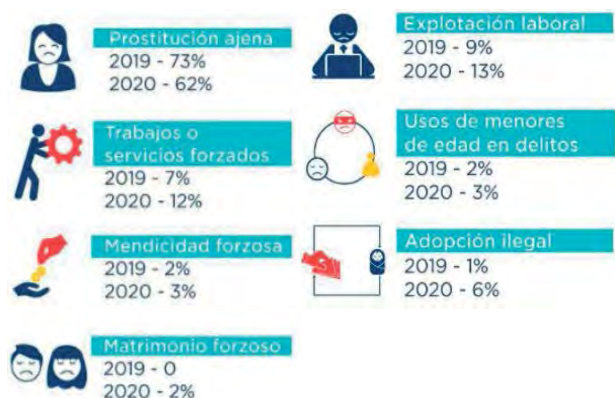 Prostitución ajena
2019 - 73%
2020 - 62%
Trabajos o
servicios forzados
2019 - 7%
2020 - 12%
Mendicidad forzosa
2019 - 2%
2020 - 3%
Matrimonio forzoso
2019 - 0
2020 - 2%
Explotación laboral
2019 - 9%
2020 - 13%
Usos de menores
de edad en delitos
2019 - 2%
2020 - 3%
Adopción ilegal
2019 - 1%
2020 - 6%